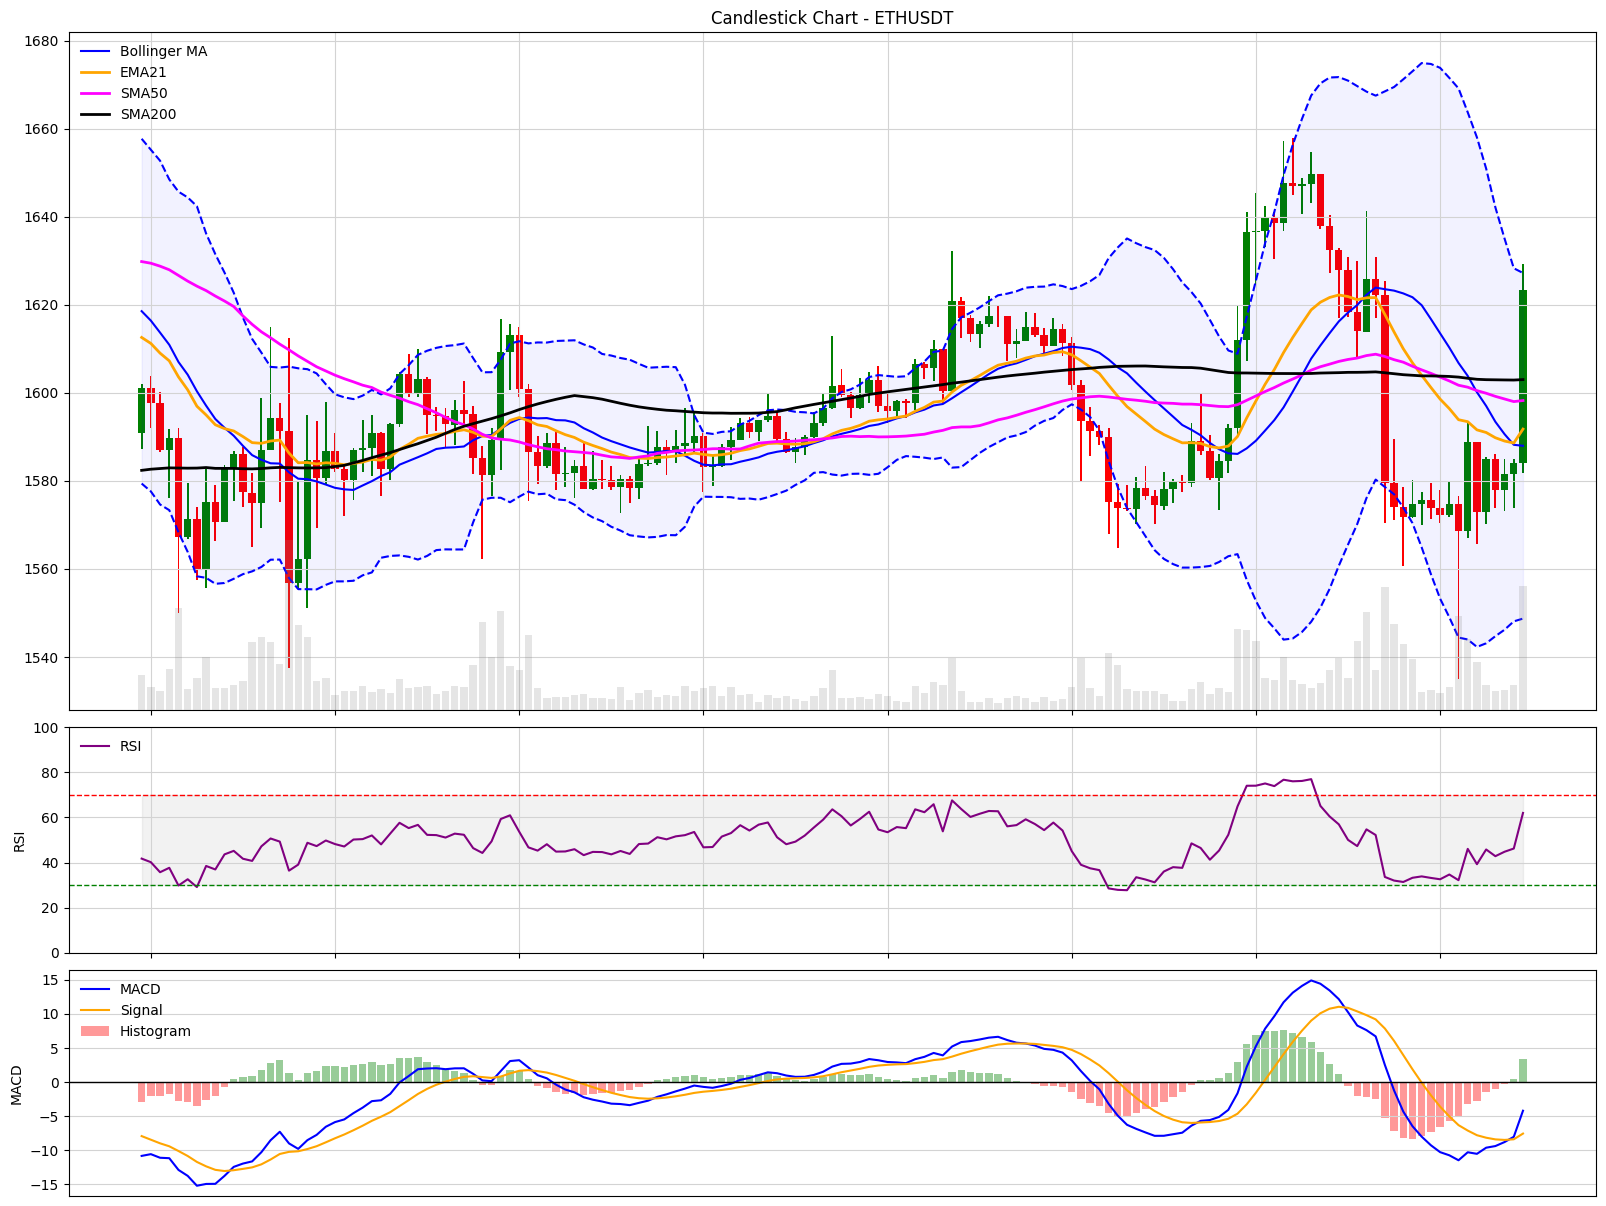 Candlestick Chart - ETHUSDT
Bollinger MA
EMA21
SMA50
SMA200
1680
1660
1640
1620
1600
1580
1560
1540
RSI
100
80
60
40
20
0
RSI
MACD
Signal
Histogram
15
10
5
0
−5
−10
−15
MACD